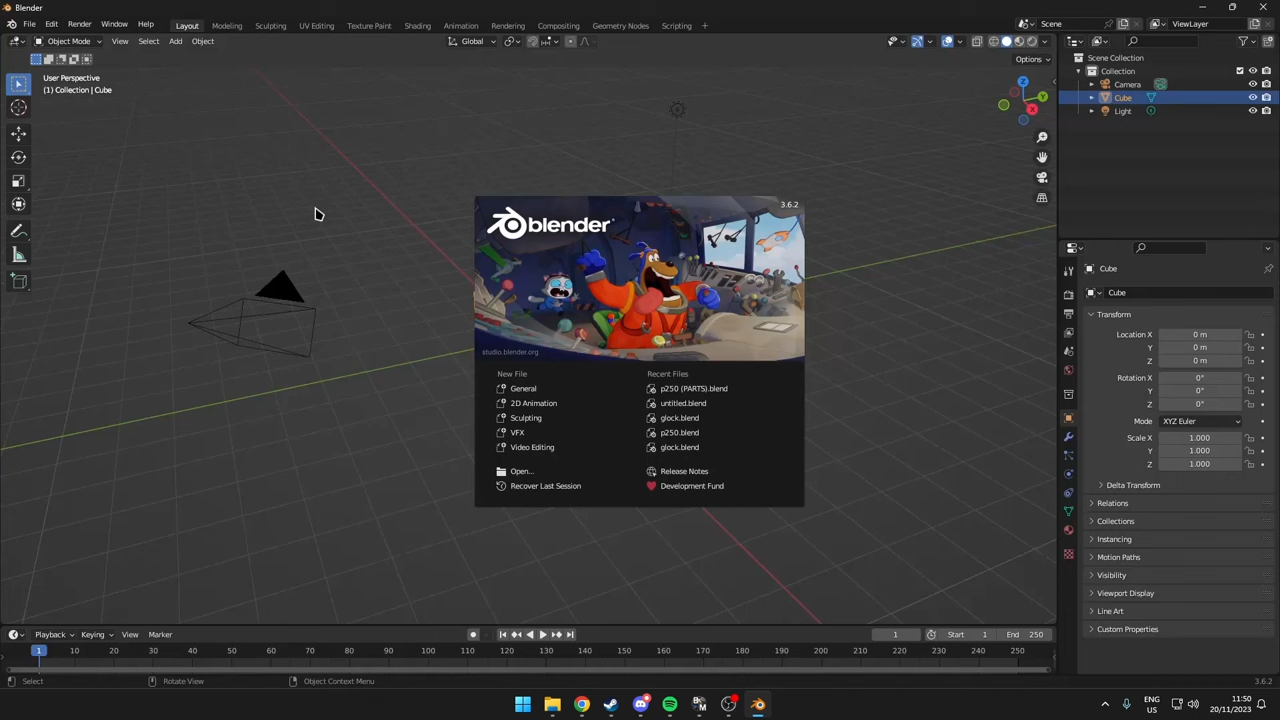 Blender
File Edit Render Window Help Layout Modeling Sculpting UV Editing Texture Paint Shading Animation Rendering Compositing Geometry Nodes Scripting + Scene ViewLayer
Object Mode View Select Add Object Global
Options
User Perspective
(1) Collection | Cube
Z
Y
X
Scene Collection
Collection
Camera
Cube
Light
blender
3.6.2
studio.blender.org
New File
General
2D Animation
Sculpting
VFX
Video Editing
Open...
Recover Last Session
Recent Files
p250 (PARTS).blend
untitled.blend
glock.blend
p250.blend
glock.blend
Release Notes
Development Fund
Cube
Cube
Transform
Location X 0 m
Y 0 m
Z 0 m
Rotation X 0°
Y 0°
Z 0°
Mode XYZ Euler
Scale X 1.000
Y 1.000
Z 1.000
Delta Transform
Relations
Collections
Instancing
Motion Paths
Visibility
Viewport Display
Line Art
Custom Properties
Playback Keying View Marker 1 Start 1 End 250
1 10 20 30 40 50 60 70 80 90 100 110 120 130 140 150 160 170 180 190 200 210 220 230 240 250
Select Rotate View Object Context Menu 3.6.2
ENG
US
11:50
20/11/2023